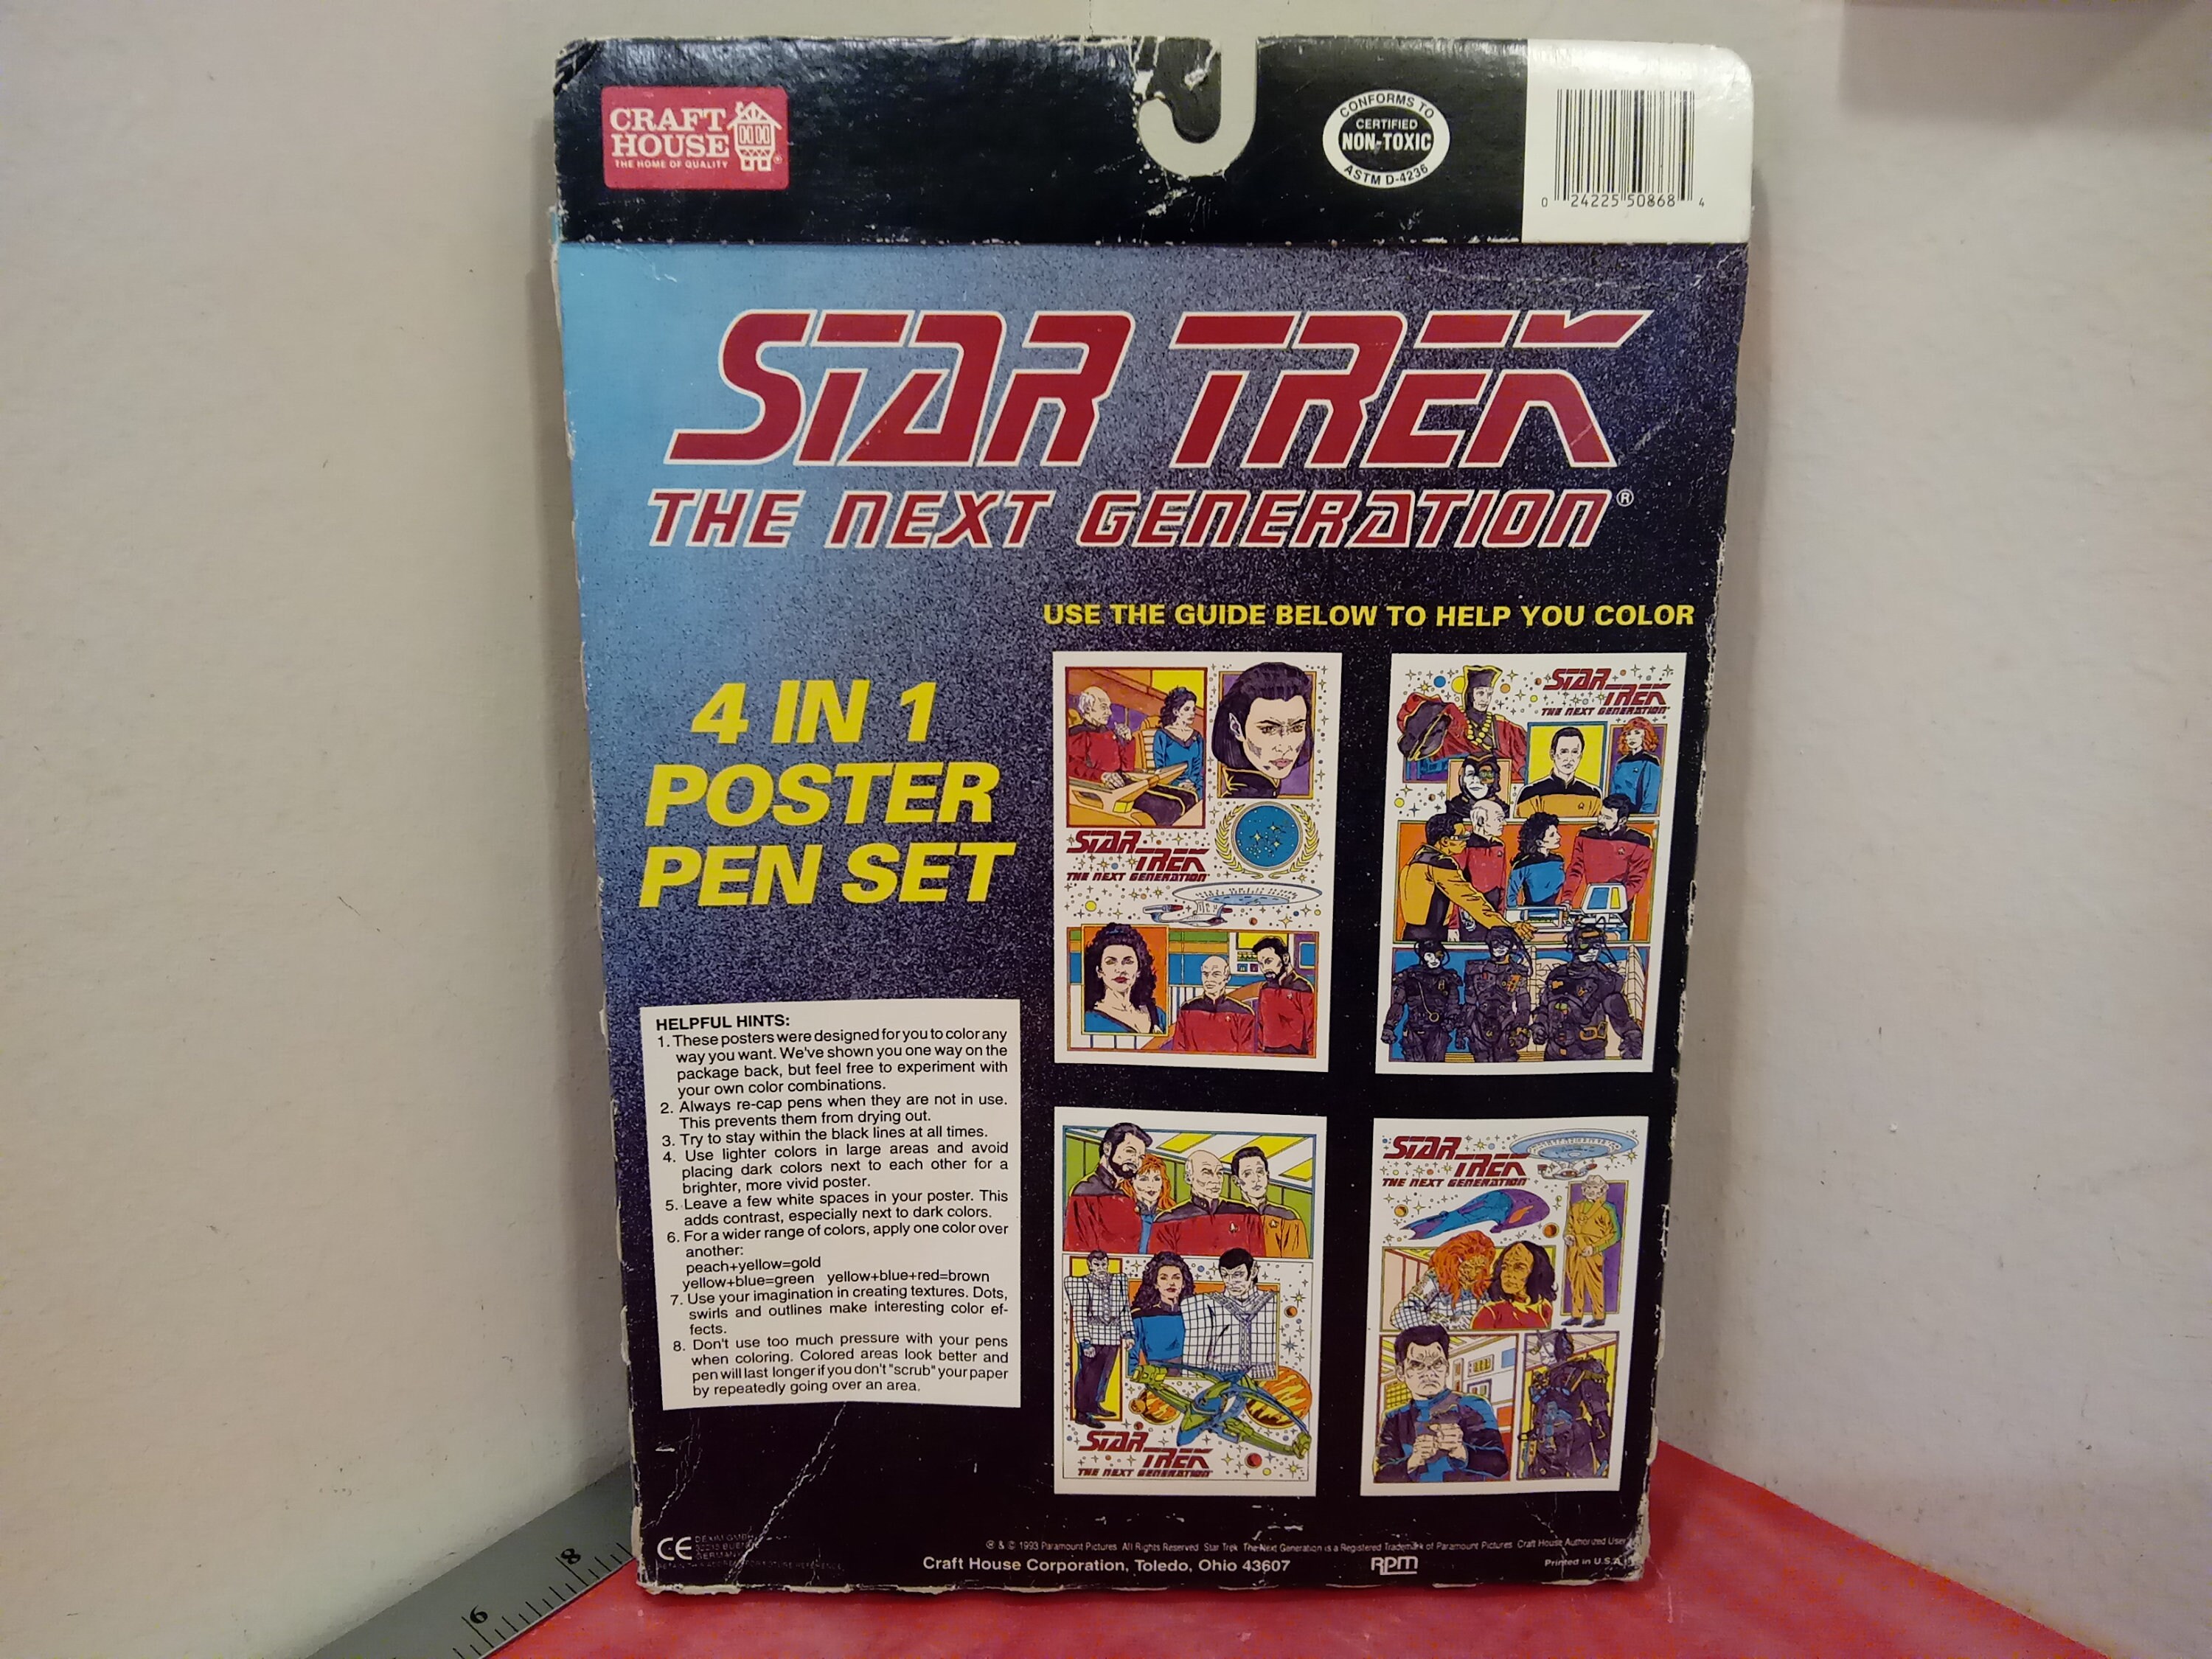 CRAFT
HOUSE
THE HOME OF QUALITY
®
CONFORMS TO
CERTIFIED
NON-TOXIC
ASTM D-4236
0 24225 50868 4
STAR TREK
THE NEXT GENERATION®
USE THE GUIDE BELOW TO HELP YOU COLOR
4 IN 1
POSTER
PEN SET
STAR
TREK
THE NEXT GENERATION
STAR
TREK
THE NEXT GENERATION
HELPFUL HINTS:
1. These posters were designed for you to color any
way you want. We've shown you one way on the
package back, but feel free to experiment with
your own color combinations.
2. Always re-cap pens when they are not in use.
This prevents them from drying out.
3. Try to stay within the black lines at all times.
4. Use lighter colors in large areas and avoid
placing dark colors next to each other for a
brighter, more vivid poster.
5. Leave a few white spaces in your poster. This
adds contrast, especially next to dark colors.
6. For a wider range of colors, apply one color over
another:
peach+yellow=gold
yellow+blue=green yellow+blue+red=brown
7. Use your imagination in creating textures. Dots,
swirls and outlines make interesting color ef-
fects.
8. Don't use too much pressure with your pens
when coloring. Colored areas look better and
pen will last longer if you don't "scrub" your paper
by repeatedly going over an area.
STAR
TREK
THE NEXT GENERATION
STAR
TREK
THE NEXT GENERATION
CE
GERMANY
® & © 1993 Paramount Pictures All Rights Reserved Star Trek The Next Generation is a Registered Trademark of Paramount Pictures Craft House Authorized User
Craft House Corporation, Toledo, Ohio 43607
RPM
Printed in U.S.A.
6
8